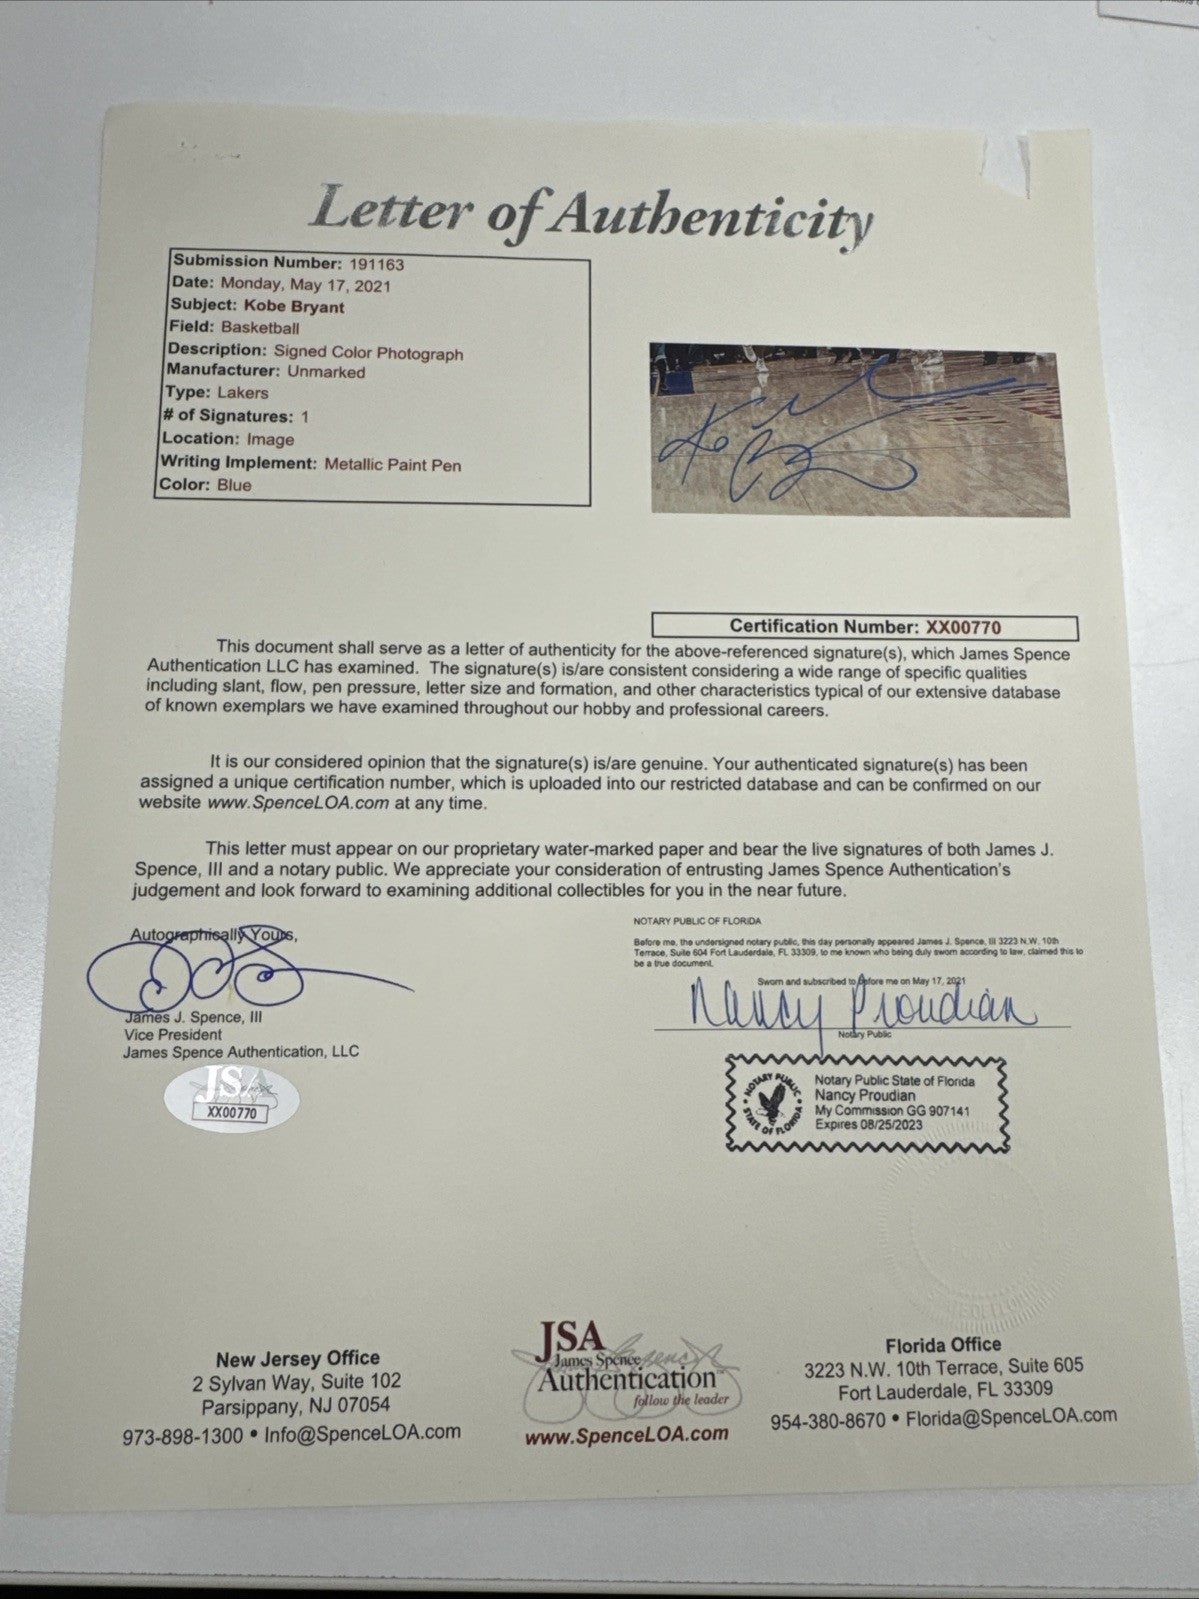 Letter of Authenticity
Submission Number: 191163
Date: Monday, May 17, 2021
Subject: Kobe Bryant
Field: Basketball
Description: Signed Color Photograph
Manufacturer: Unmarked
Type: Lakers
# of Signatures: 1
Location: Image
Writing Implement: Metallic Paint Pen
Color: Blue
Certification Number: XX00770
This document shall serve as a letter of authenticity for the above-referenced signature(s), which James Spence
Authentication LLC has examined. The signature(s) is/are consistent considering a wide range of specific qualities
including slant, flow, pen pressure, letter size and formation, and other characteristics typical of our extensive database
of known exemplars we have examined throughout our hobby and professional careers.
It is our considered opinion that the signature(s) is/are genuine. Your authenticated signature(s) has been
assigned a unique certification number, which is uploaded into our restricted database and can be confirmed on our
website www.SpenceLOA.com at any time.
This letter must appear on our proprietary water-marked paper and bear the live signatures of both James J.
Spence, III and a notary public. We appreciate your consideration of entrusting James Spence Authentication's
judgement and look forward to examining additional collectibles for you in the near future.
Autographically Yours,
James J. Spence, III
Vice President
James Spence Authentication, LLC
JSA
XX00770
NOTARY PUBLIC OF FLORIDA
Before me, the undersigned notary public, this day personally appeared James J. Spence, III 3223 N.W. 10th
Terrace, Suite 604 Fort Lauderdale, FL 33309, to me known who being duly sworn according to law, claimed this to
be a true document.
Sworn and subscribed to before me on May 17, 2021
Nancy Proudian
Notary Public
NOTARY PUBLIC
STATE OF FLORIDA
Notary Public State of Florida
Nancy Proudian
My Commission GG 907141
Expires 08/25/2023
New Jersey Office
2 Sylvan Way, Suite 102
Parsippany, NJ 07054
973-898-1300 • Info@SpenceLOA.com
JSA
James Spence
Authentication
follow the leader
www.SpenceLOA.com
Florida Office
3223 N.W. 10th Terrace, Suite 605
Fort Lauderdale, FL 33309
954-380-8670 • Florida@SpenceLOA.com